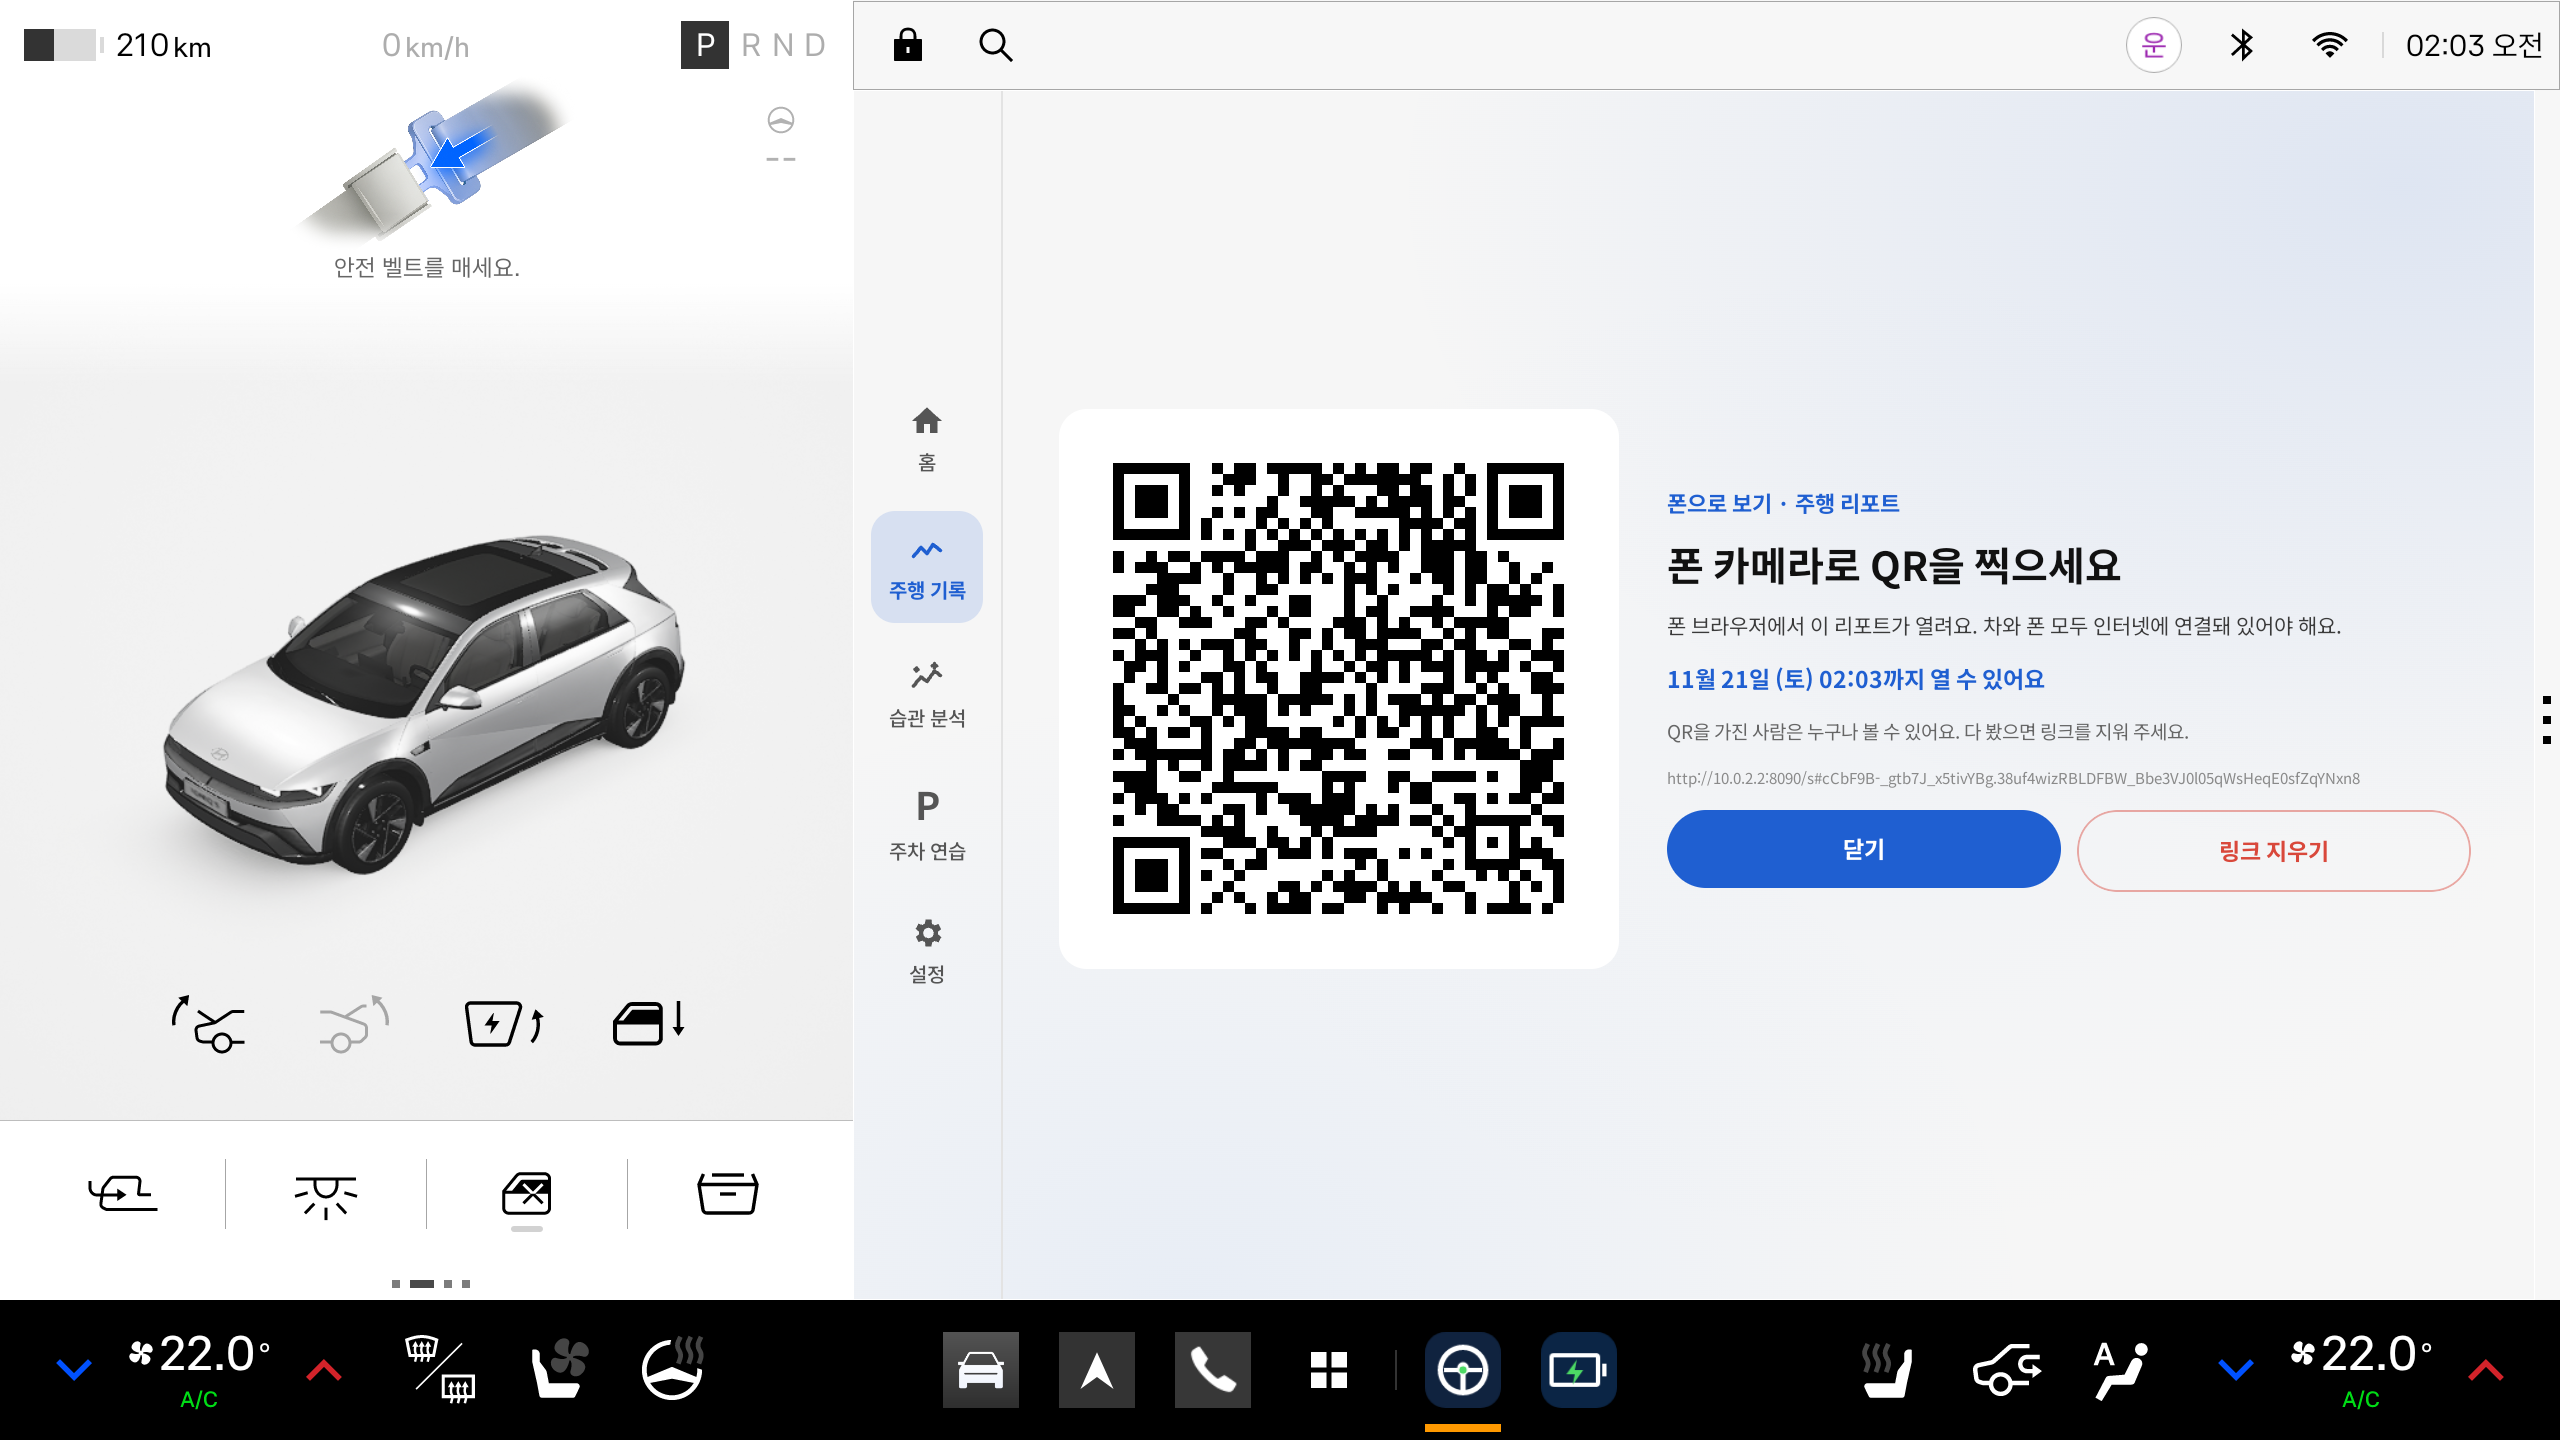 210 km
0 km/h
P R N D
운
02:03 오전
안전 벨트를 매세요.
홈
주행 기록
습관 분석
P
주차 연습
설정
폰으로 보기 · 주행 리포트
폰 카메라로 QR을 찍으세요
폰 브라우저에서 이 리포트가 열려요. 차와 폰 모두 인터넷에 연결돼 있어야 해요.
11월 21일 (토) 02:03까지 열 수 있어요
QR을 가진 사람은 누구나 볼 수 있어요. 다 봤으면 링크를 지워 주세요.
http://10.0.2.2:8090/s#cCbF9B-_gtb7J_x5tivYBg.38uf4wizRBLDFBW_Bbe3VJ0l05qWsHeqE0sfZqYNxn8
닫기
링크 지우기
22.0°
A/C
A
22.0°
A/C